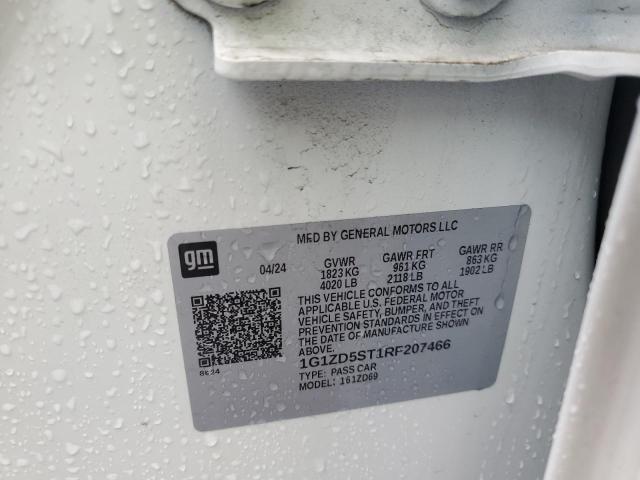 MFD BY GENERAL MOTORS LLC
gm
04/24
GVWR
1823 KG
4020 LB
GAWR FRT
961 KG
2118 LB
GAWR RR
863 KG
1902 LB
THIS VEHICLE CONFORMS TO ALL
APPLICABLE U.S. FEDERAL MOTOR
VEHICLE SAFETY, BUMPER, AND THEFT
PREVENTION STANDARDS IN EFFECT ON
THE DATE OF MANUFACTURE SHOWN
ABOVE.
1G1ZD5ST1RF207466
TYPE: PASS CAR
MODEL: 161ZD69